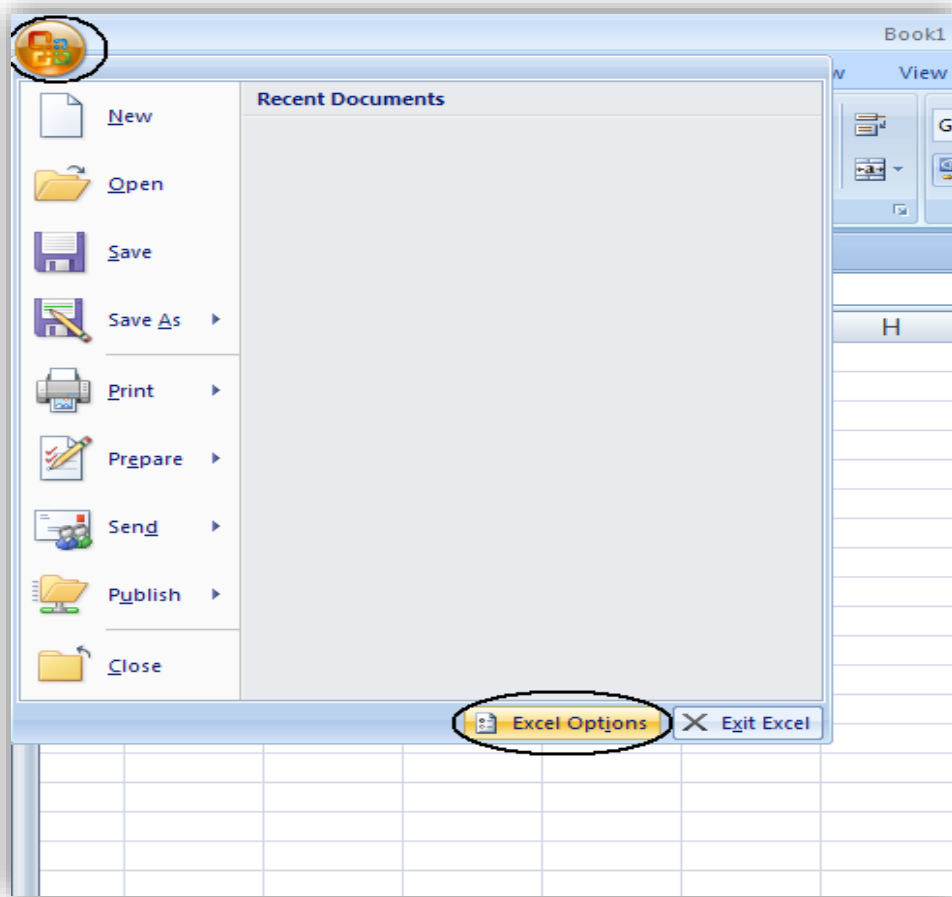 Book1
View
New
Recent Documents
Open
Save
Save As
Print
Prepare
Send
Publish
Close
Excel Options
Exit Excel
w
G
a
H